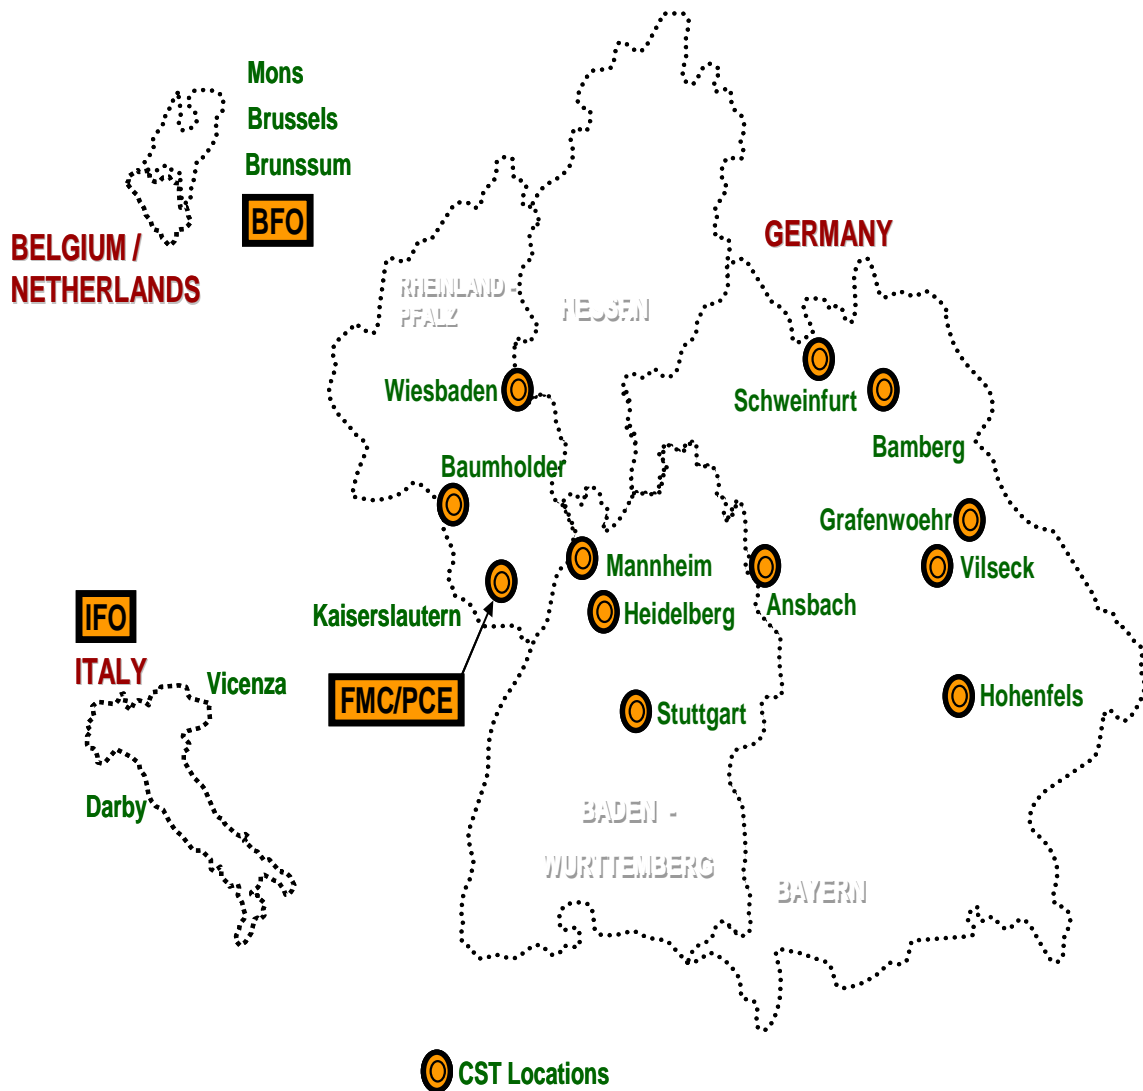 Mons
Brussels
Brunssum
BFO
BELGIUM /
NETHERLANDS
GERMANY
RHEINLAND -
PFALZ
HESSEN
Wiesbaden
Schweinfurt
Bamberg
Baumholder
Grafenwoehr
Mannheim
Vilseck
Ansbach
Kaiserslautern
Heidelberg
IFO
ITALY
Vicenza
FMC/PCE
Stuttgart
Hohenfels
Darby
BADEN -
WURTTEMBERG
BAYERN
CST Locations